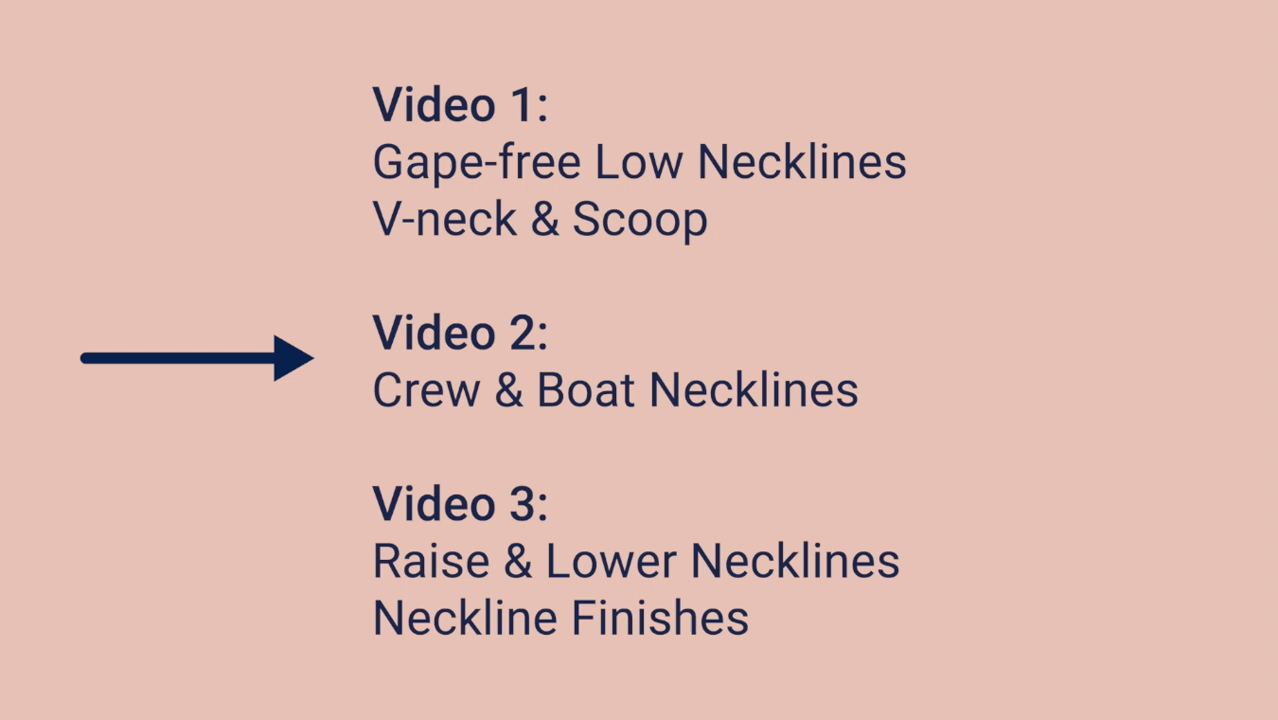 Video 1:
Gape-free Low Necklines
V-neck & Scoop
Video 2:
Crew & Boat Necklines
Video 3:
Raise & Lower Necklines
Neckline Finishes